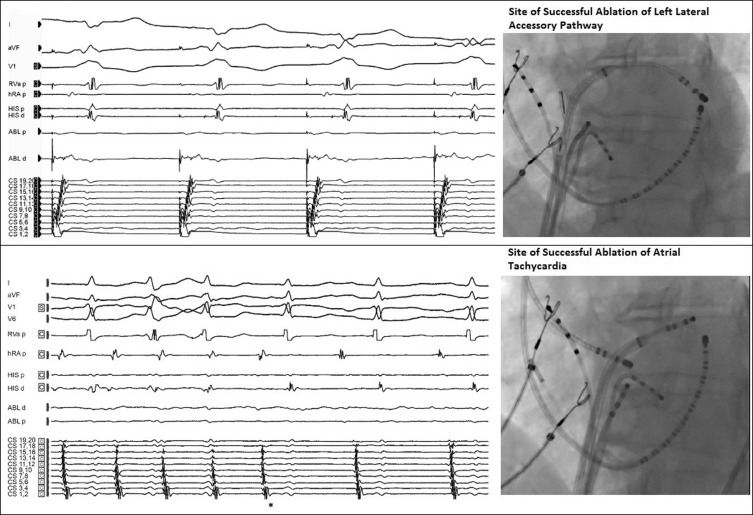 I
aVF
V1
RVa p
hRA p
HIS p
HIS d
ABL p
ABL d
CS 19,20
CS 17,18
CS 15,16
CS 13,14
CS 11,12
CS 9,10
CS 7,8
CS 5,6
CS 3,4
CS 1,2
Site of Successful Ablation of Left Lateral
Accessory Pathway
I
aVF
V1
V6
RVa p
hRA p
HIS p
HIS d
ABL d
ABL p
CS 19,20
CS 17,18
CS 15,16
CS 13,14
CS 11,12
CS 9,10
CS 7,8
CS 5,6
CS 3,4
CS 1,2
*
Site of Successful Ablation of Atrial
Tachycardia